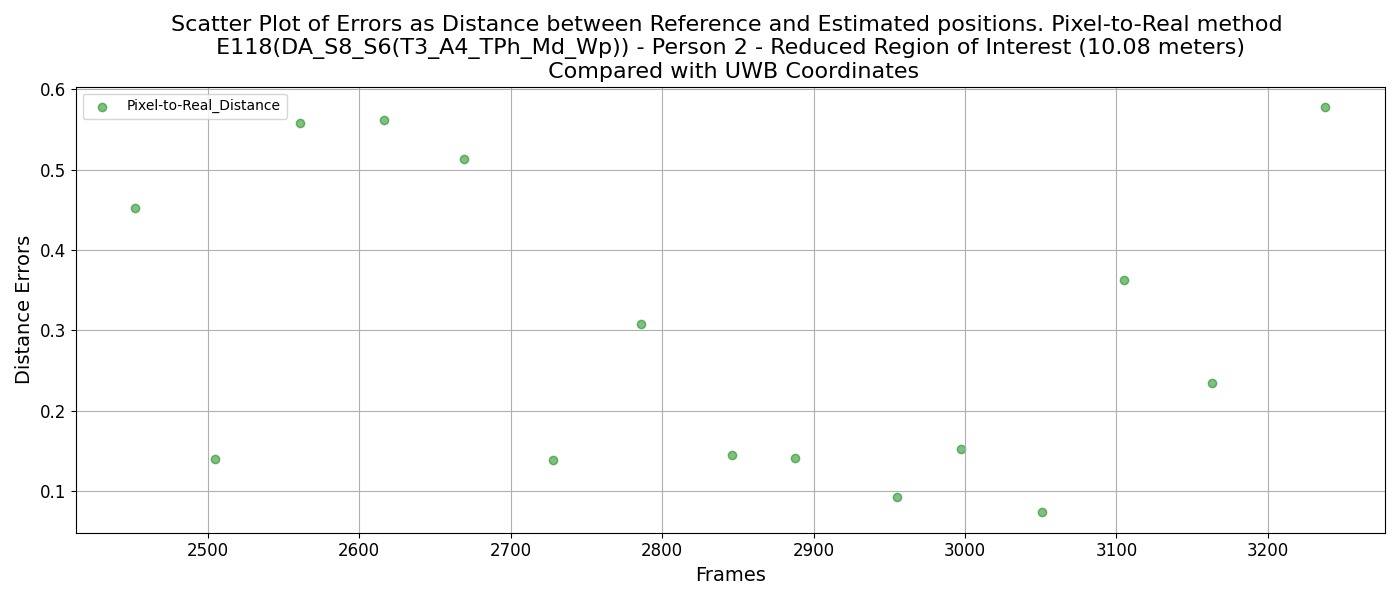 Scatter Plot of Errors as Distance between Reference and Estimated positions. Pixel-to-Real method
E118(DA_S8_S6(T3_A4_TPh_Md_Wp)) - Person 2 - Reduced Region of Interest (10.08 meters)
Compared with UWB Coordinates
Pixel-to-Real_Distance
Distance Errors
0.6
0.5
0.4
0.3
0.2
0.1
2500 2600 2700 2800 2900 3000 3100 3200
Frames